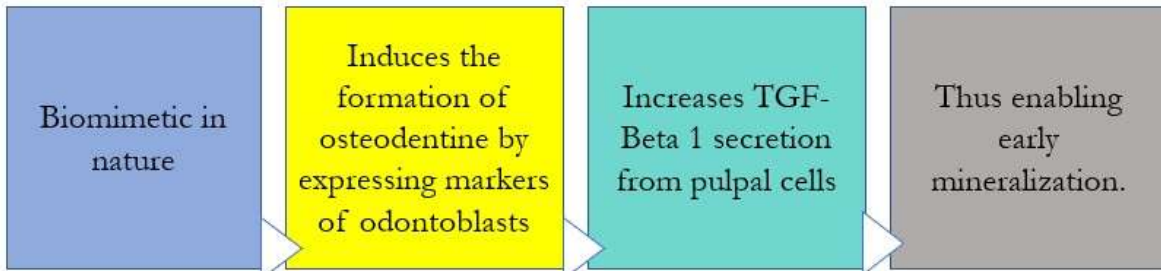 Biomimetic in
nature
Induces the
formation of
osteodentine by
expressing markers
of odontoblasts
Increases TGF-
Beta 1 secretion
from pulpal cells
Thus enabling
early
mineralization.